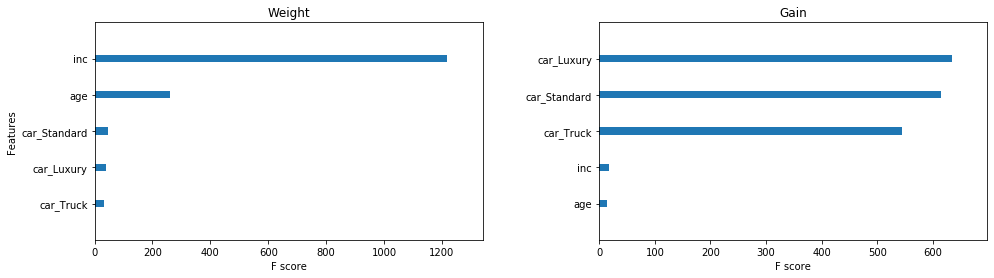 Weight
Features
inc
age
car_Standard
car_Luxury
car_Truck
0 200 400 600 800 1000 1200
F score
Gain
car_Luxury
car_Standard
car_Truck
inc
age
0 100 200 300 400 500 600
F score